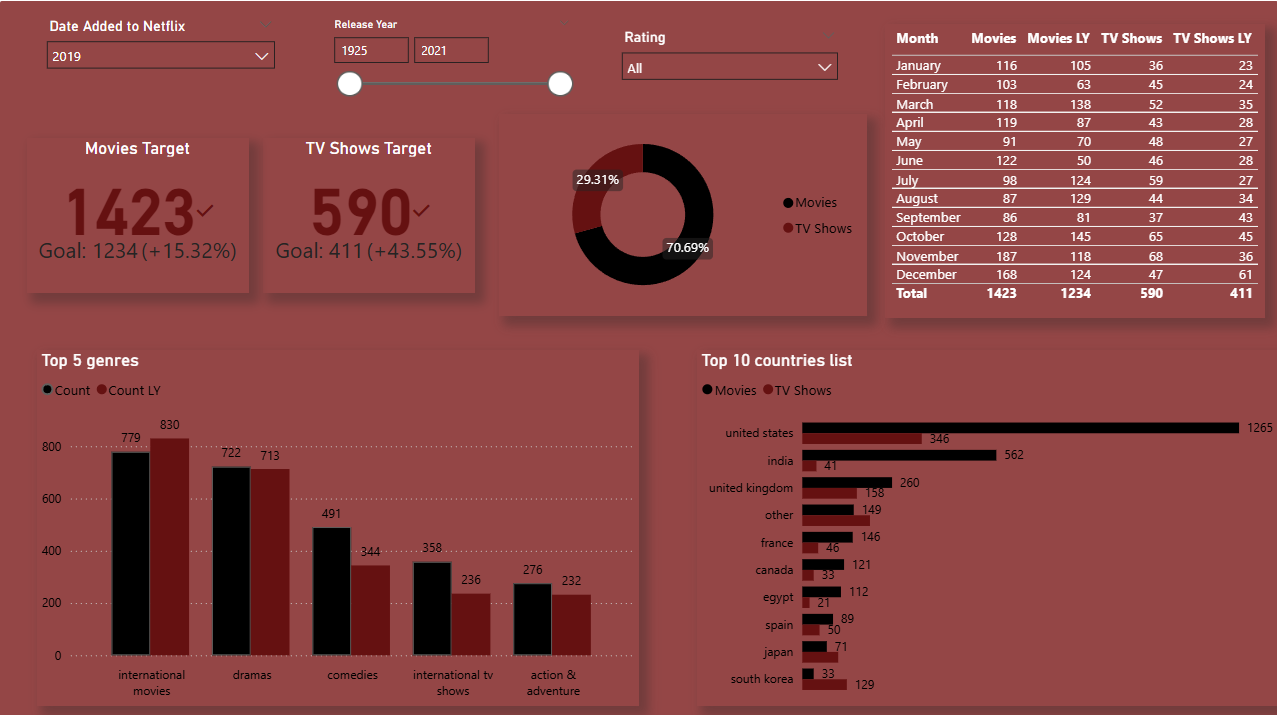 Date Added to Netflix
2019
Release Year
1925 2021
Rating
All
Month Movies Movies LY TV Shows TV Shows LY
January 116 105 36 23
February 103 63 45 24
March 118 138 52 35
April 119 87 43 28
May 91 70 48 27
June 122 50 46 28
July 98 124 59 27
August 87 129 44 34
September 86 81 37 43
October 128 145 65 45
November 187 118 68 36
December 168 124 47 61
Total 1423 1234 590 411
Movies Target
1423
Goal: 1234 (+15.32%)
TV Shows Target
590
Goal: 411 (+43.55%)
29.31%
70.69%
Movies
TV Shows
Top 5 genres
Count Count LY
800
600
400
200
0
779 830
722 713
491 344
358 236
276 232
international
movies
dramas
comedies
international tv
shows
action &
adventure
Top 10 countries list
Movies TV Shows
united states 1265
346
india 562
41
united kingdom 260
158
other 149
france 146
46
canada 121
33
egypt 112
21
spain 89
50
japan 71
south korea 33
129